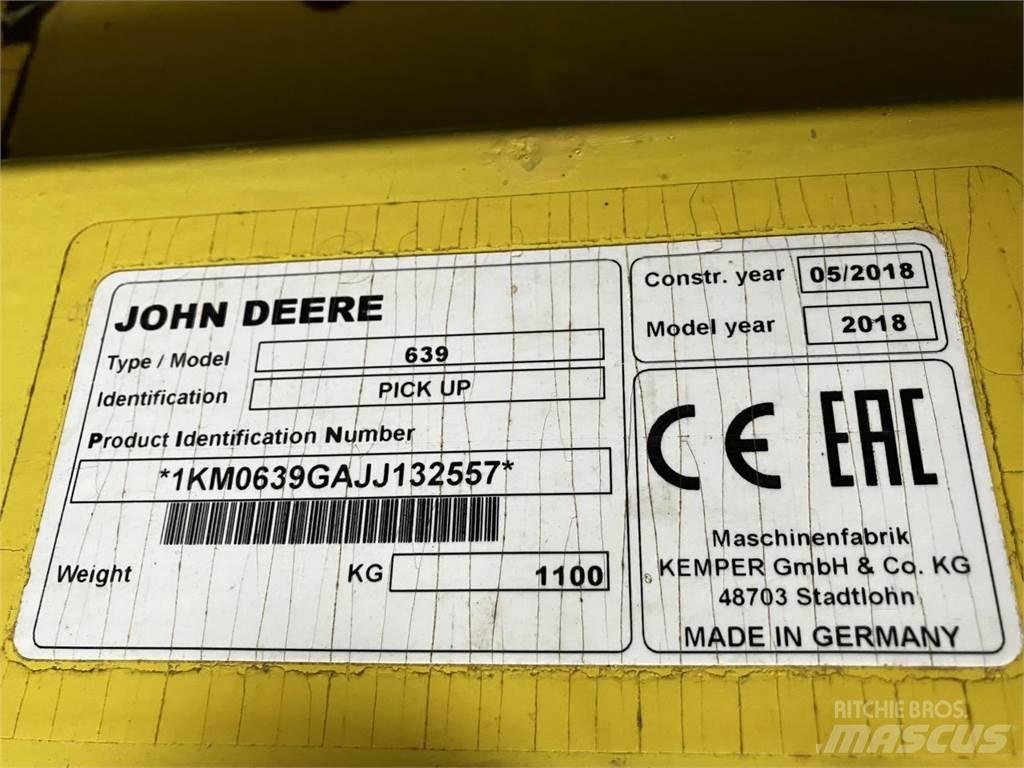 JOHN DEERE
Type / Model 639
Identification PICK UP
Product Identification Number
*1KM0639GAJJ132557*
Weight KG 1100
Constr. year 05/2018
Model year 2018
CE EAC
Maschinenfabrik
KEMPER GmbH & Co. KG
48703 Stadtlohn
MADE IN GERMANY
RITCHIE BROS.
MASCUS